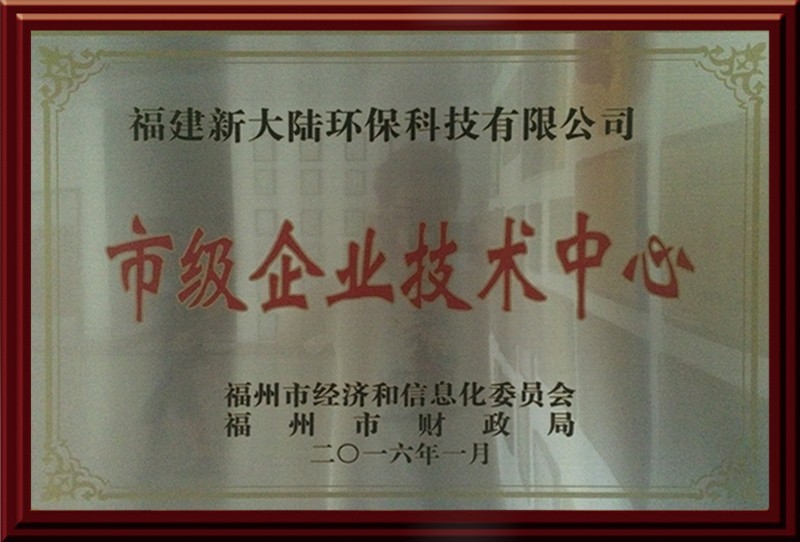 福建新大陆环保科技有限公司
市级企业技术中心
福州市经济和信息化委员会
福州市财政局
二〇一六年一月